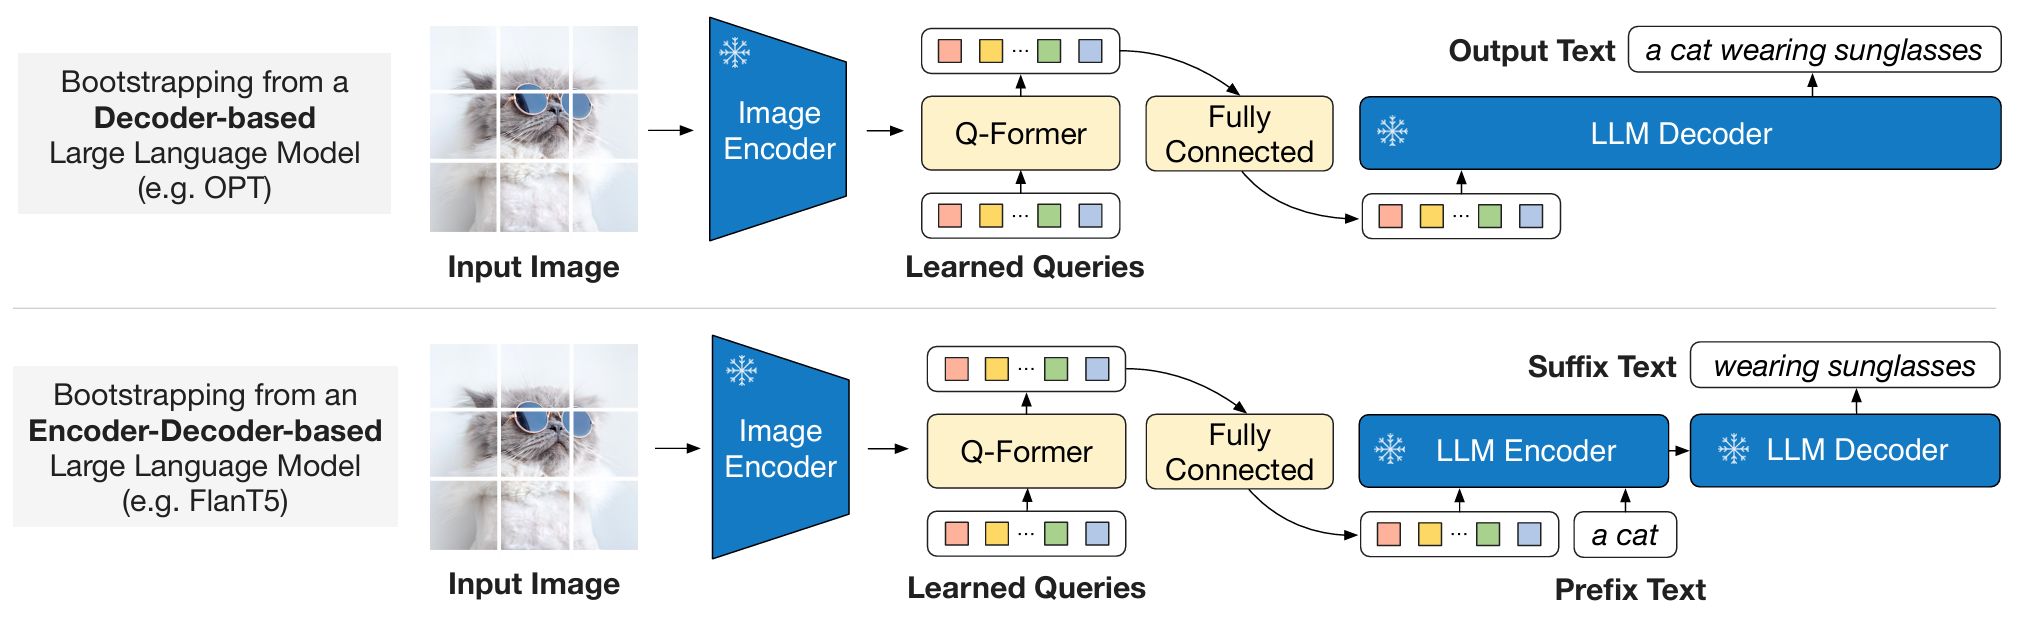 Bootstrapping from a
Decoder-based
Large Language Model
(e.g. OPT)
Input Image
Image
Encoder
...
Q-Former
...
Learned Queries
Fully
Connected
Output Text
a cat wearing sunglasses
LLM Decoder
...
Bootstrapping from an
Encoder-Decoder-based
Large Language Model
(e.g. FlanT5)
Input Image
Image
Encoder
...
Q-Former
...
Learned Queries
Fully
Connected
Suffix Text
wearing sunglasses
LLM Encoder
LLM Decoder
...
a cat
Prefix Text